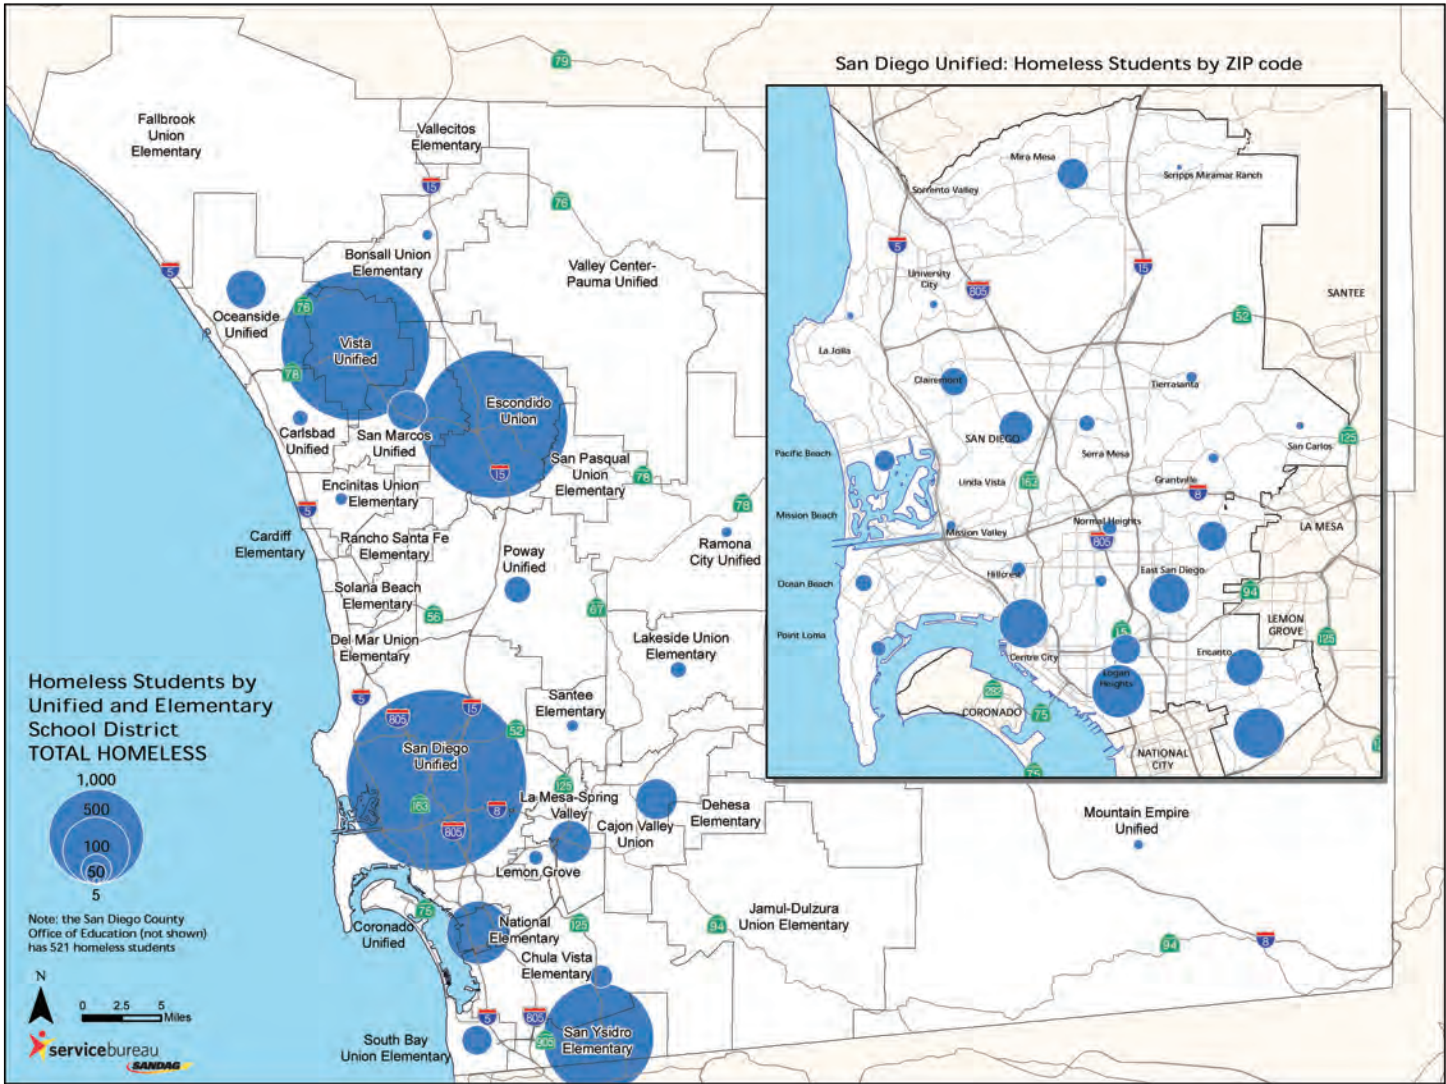 San Diego Unified: Homeless Students by ZIP code
79
Fallbrook
Union
Elementary
Vallecitos
Elementary
15
76
Bonsall Union
Elementary
Valley Center-
Pauma Unified
5
Oceanside
Unified
76
Vista
Unified
78
Escondido
Union
Carlsbad
Unified
San Marcos
Unified
15
San Pasqual
Union
Elementary
78
78
Encinitas Union
Elementary
5
Cardiff
Elementary
Rancho Santa Fe
Elementary
Poway
Unified
Ramona
City Unified
Solana Beach
Elementary
56
67
Del Mar Union
Elementary
Lakeside Union
Elementary
5
805
15
Santee
Elementary
52
San Diego
Unified
163
8
805
125
La Mesa-Spring
Valley
Cajon Valley
Union
Dehesa
Elementary
Lemon Grove
Mountain Empire
Unified
75
Coronado
Unified
National
Elementary
125
94
Jamul-Dulzura
Union Elementary
94
8
Chula Vista
Elementary
5
805
905
South Bay
Union Elementary
San Ysidro
Elementary
Mira Mesa
Scripps Miramar Ranch
Sorrento Valley
5
15
University
City
805
SANTEE
52
La Jolla
Clairemont
Tierrasanta
SAN DIEGO
Serra Mesa
San Carlos
125
Pacific Beach
Linda Vista
Grantville
8
Mission Beach
Mission Valley
Normal Heights
805
LA MESA
Ocean Beach
Hillcrest
East San Diego
94
LEMON
GROVE
125
Point Loma
15
Centre City
Encinto
Logan
Heights
282
CORONADO
75
NATIONAL
CITY
75
Homeless Students by
Unified and Elementary
School District
TOTAL HOMELESS
1,000
500
100
50
5
Note: the San Diego County
Office of Education (not shown)
has 521 homeless students
N
0 2.5 5
Miles
servicebureau
SANDAG